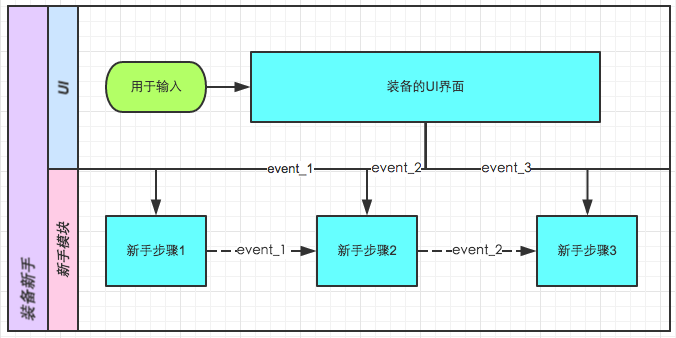 装备新手
UI
用于输入
装备的UI界面
event_1
event_2
event_3
新手模块
新手步骤1
event_1
新手步骤2
event_2
新手步骤3